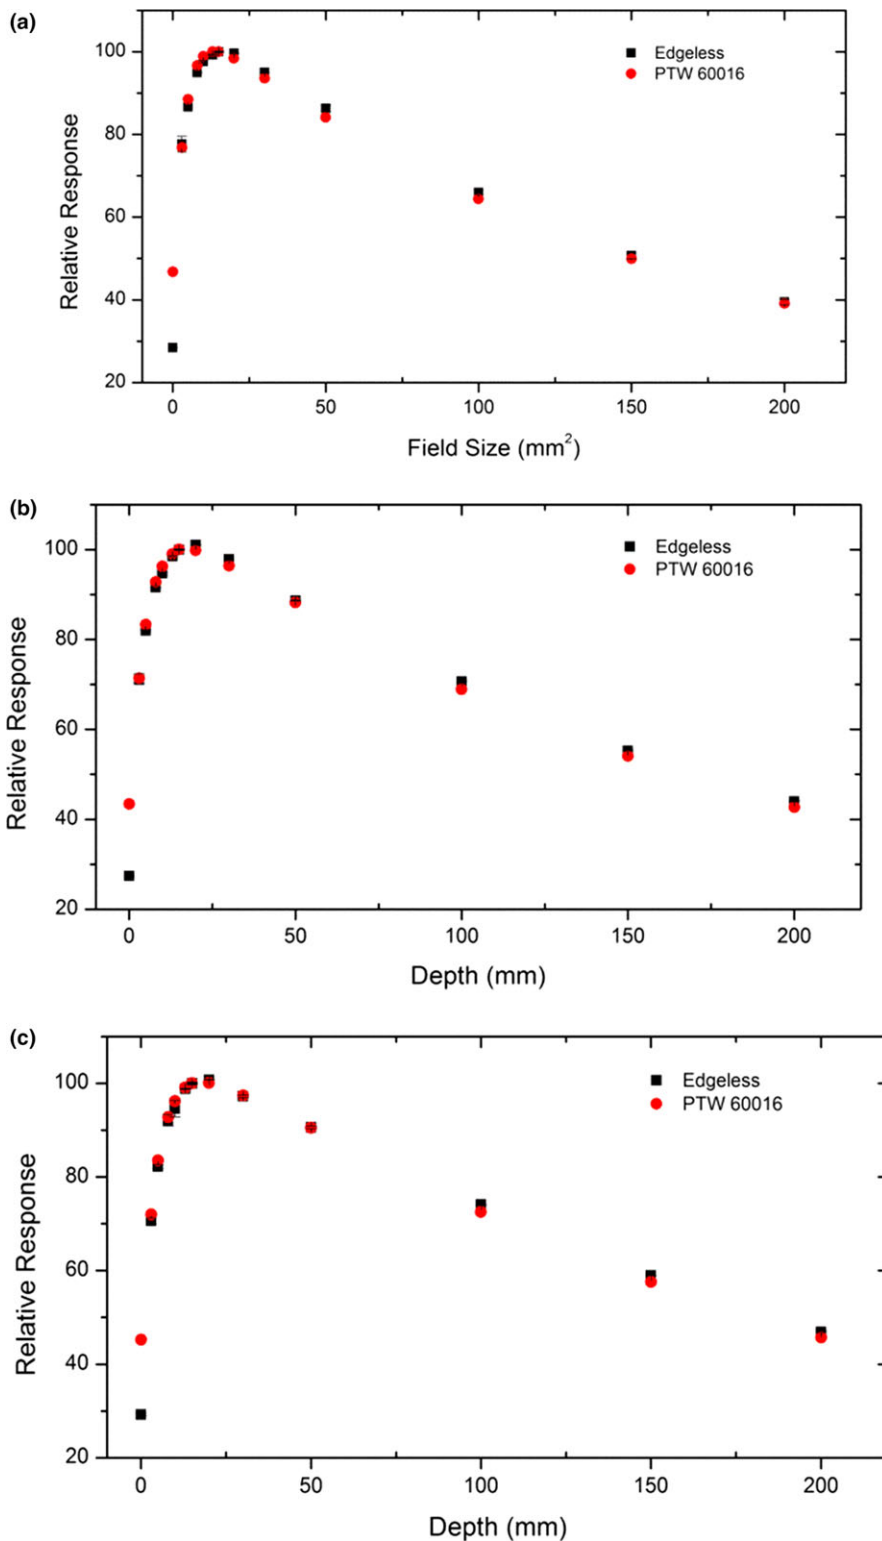 (a)
100
80
60
40
20
Relative Response
Edgeless
PTW 60016
0 50 100 150 200
Field Size (mm²)
(b)
100
80
60
40
20
Relative Response
Edgeless
PTW 60016
0 50 100 150 200
Depth (mm)
(c)
100
80
60
40
20
Relative Response
Edgeless
PTW 60016
0 50 100 150 200
Depth (mm)